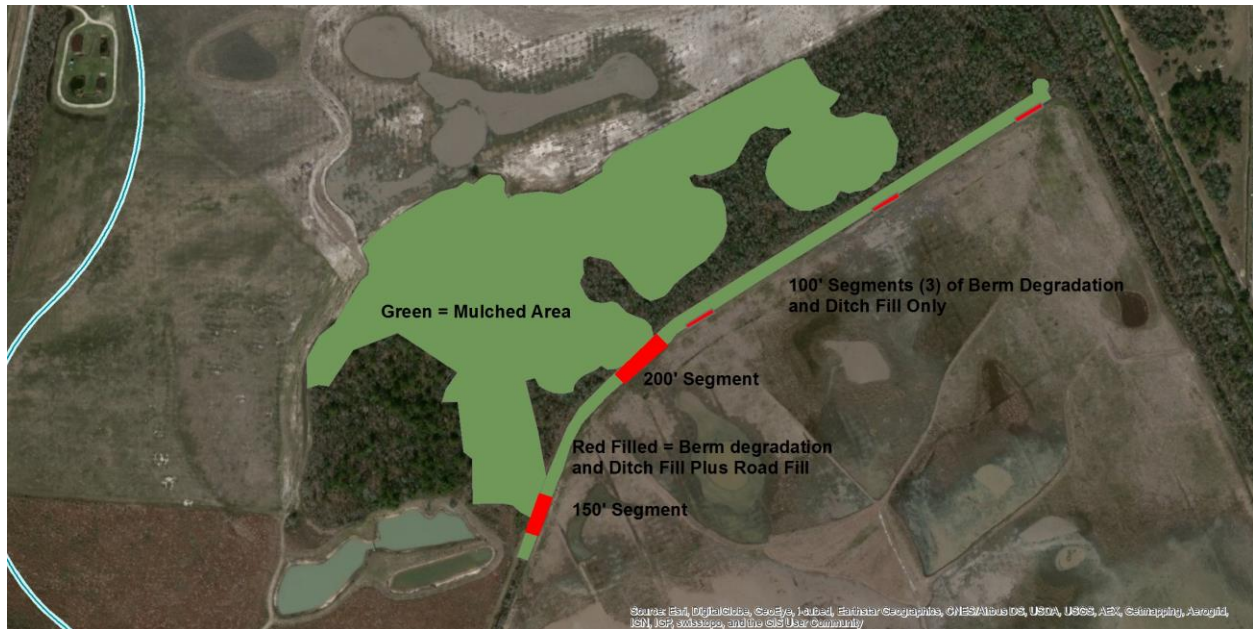 100' Segments (3) of Berm Degradation
and Ditch Fill Only
Green = Mulched Area
200' Segment
Red Filled = Berm degradation
and Ditch Fill Plus Road Fill
150' Segment
Source: Esri, DigitalGlobe, GeoEye, i-cubed, Earthstar Geographics, CNES/Airbus DS, USDA, USGS, AEX, Getmapping, Aerogrid,
IGN, IGP, swisstopo, and the GIS User Community